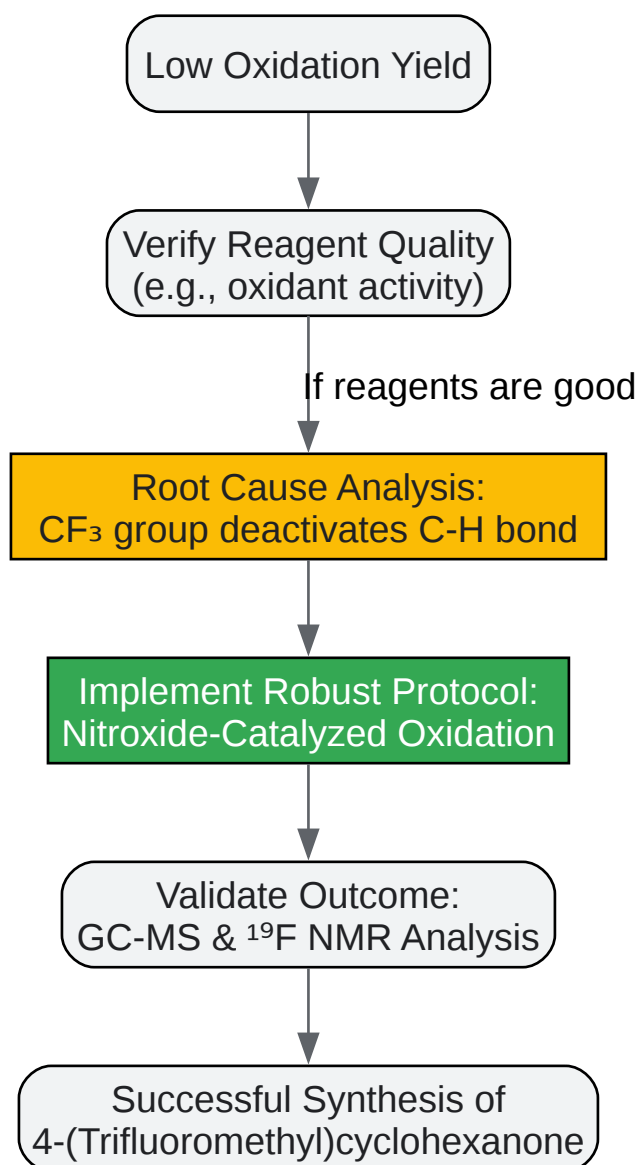 Low Oxidation Yield
Verify Reagent Quality
(e.g., oxidant activity)
If reagents are good
Root Cause Analysis:
CF₃ group deactivates C-H bond
Implement Robust Protocol:
Nitroxide-Catalyzed Oxidation
Validate Outcome:
GC-MS & ¹⁹F NMR Analysis
Successful Synthesis of
4-(Trifluoromethyl)cyclohexanone